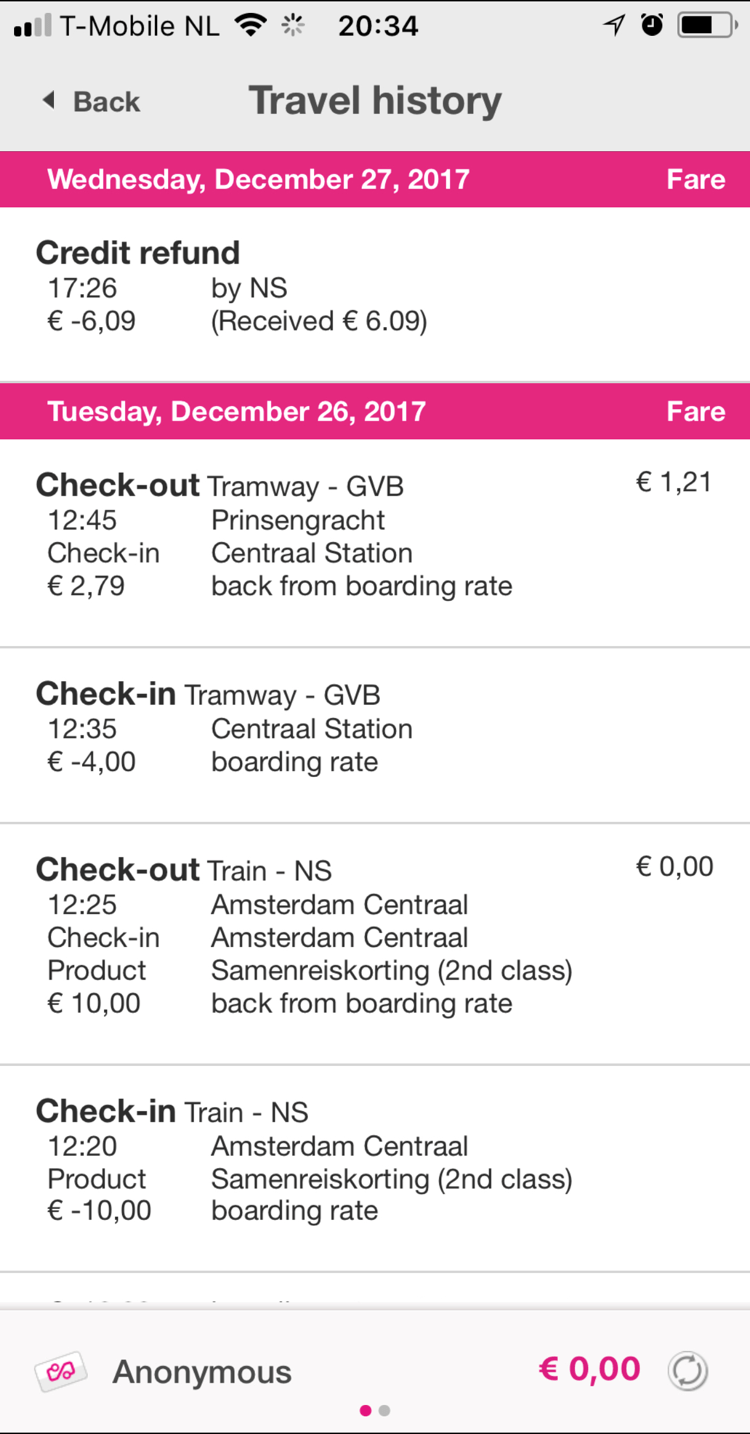 T-Mobile NL 20:34
Back Travel history
Wednesday, December 27, 2017 Fare
Credit refund
17:26 by NS
€ -6,09 (Received € 6.09)
Tuesday, December 26, 2017 Fare
Check-out Tramway - GVB € 1,21
12:45 Prinsengracht
Check-in Centraal Station
€ 2,79 back from boarding rate
Check-in Tramway - GVB
12:35 Centraal Station
€ -4,00 boarding rate
Check-out Train - NS € 0,00
12:25 Amsterdam Centraal
Check-in Amsterdam Centraal
Product Samenreiskorting (2nd class)
€ 10,00 back from boarding rate
Check-in Train - NS
12:20 Amsterdam Centraal
Product Samenreiskorting (2nd class)
€ -10,00 boarding rate
Anonymous € 0,00